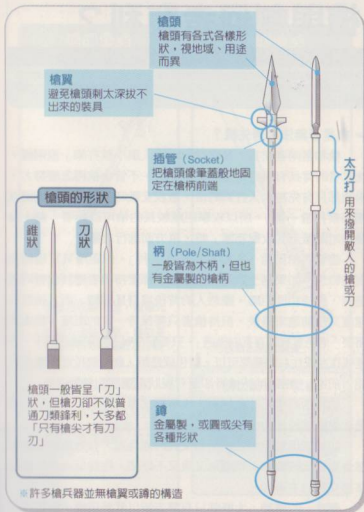 槍頭
槍頭有各式各樣形
狀，視地域、用途
而異
槍翼
避免槍頭刺太深拔不
出來的裝具
插管（Socket）
把槍頭像筆蓋般地固
定在槍柄前端
太刀打 用來撥開敵人的槍或刀
槍頭的形狀
錐狀
刀狀
柄（Pole/Shaft）
一般皆為木柄，但也
有金屬製的槍柄
槍頭一般皆呈「刀」
狀，但槍刃卻不似普
通刀類鋒利，大多都
「只有槍尖才有刀
刃」
鐏
金屬製，或圓或尖有
各種形狀
※許多槍兵器並無槍翼或鐏的構造